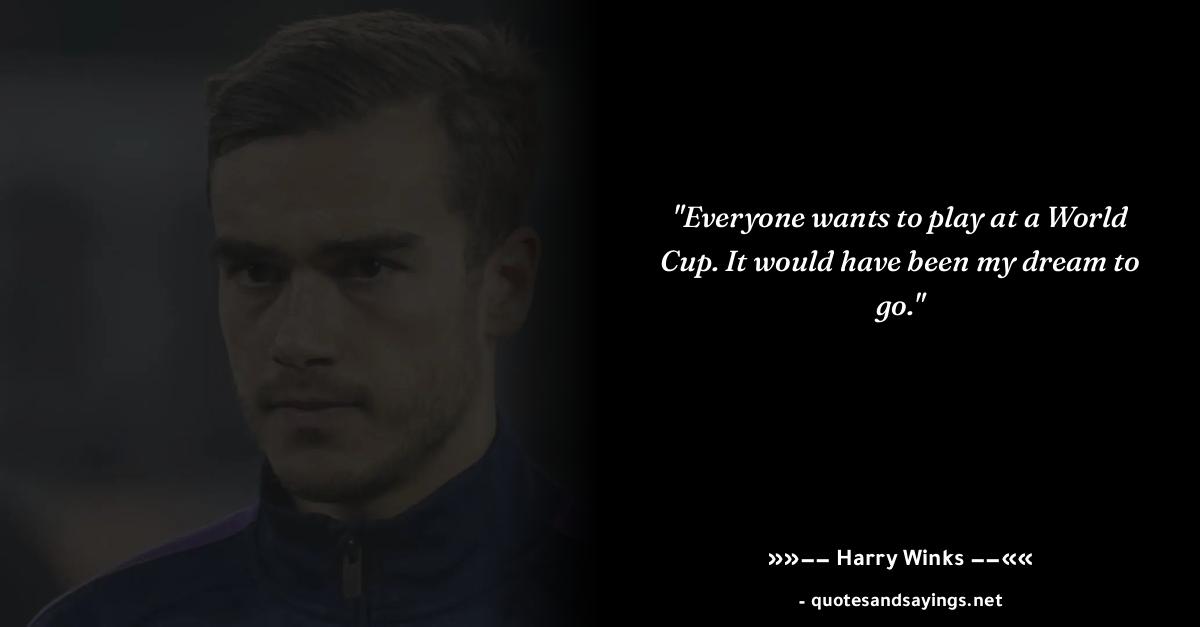 "Everyone wants to play at a World
Cup. It would have been my dream to
go."
»»–– Harry Winks ––««
- quotesandsayings.net